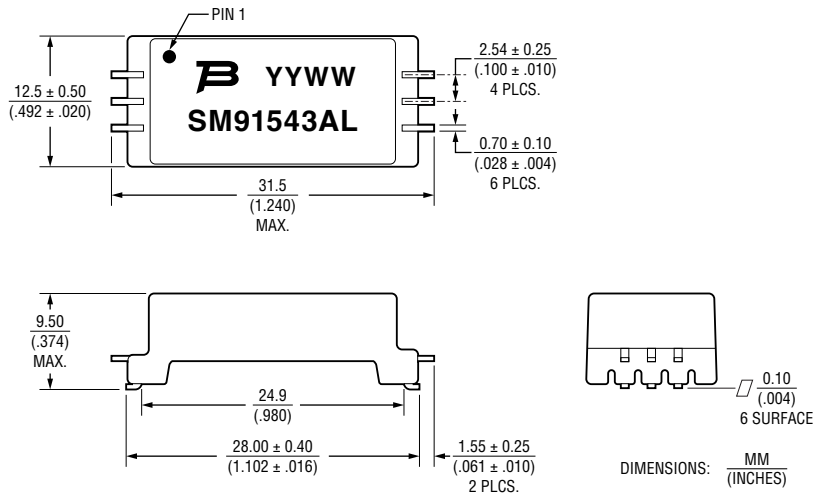 PIN 1
YYWW
SM91543AL
12.5 ± 0.50
(.492 ± .020)
2.54 ± 0.25
(.100 ± .010)
4 PLCS.
0.70 ± 0.10
(.028 ± .004)
6 PLCS.
31.5
(1.240)
MAX.
9.50
(.374)
MAX.
24.9
(.980)
28.00 ± 0.40
(1.102 ± .016)
1.55 ± 0.25
(.061 ± .010)
2 PLCS.
0.10
(.004)
6 SURFACE
DIMENSIONS: MM
(INCHES)